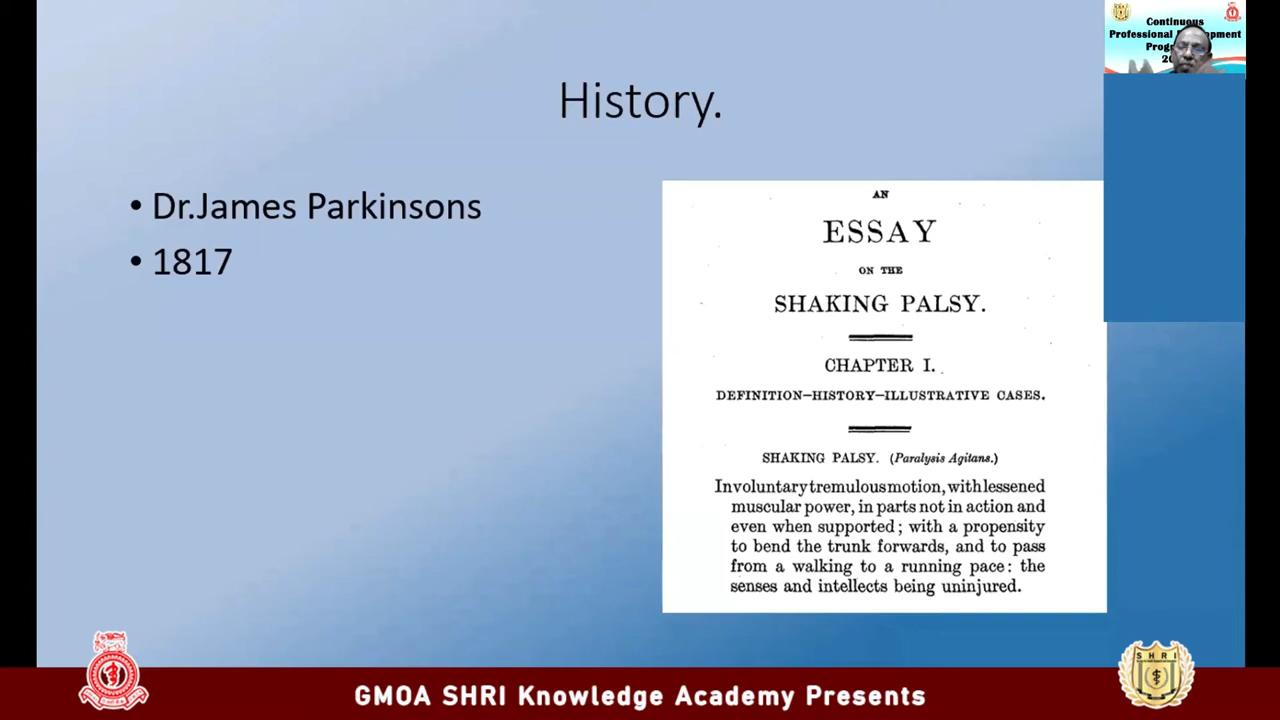 Continuous
Professional
History.
• Dr.James Parkinsons
• 1817
AN
ESSAY
ON THE
SHAKING PALSY.
CHAPTER I.
DEFINITION—HISTORY—ILLUSTRATIVE CASES.
SHAKING PALSY. (Paralysis Agitans.)
Involuntary tremulous motion, with lessened
muscular power, in parts not in action and
even when supported; with a propensity
to bend the trunk forwards, and to pass
from a walking to a running pace: the
senses and intellects being uninjured.
SHRI
GMOA SHRI Knowledge Academy Presents